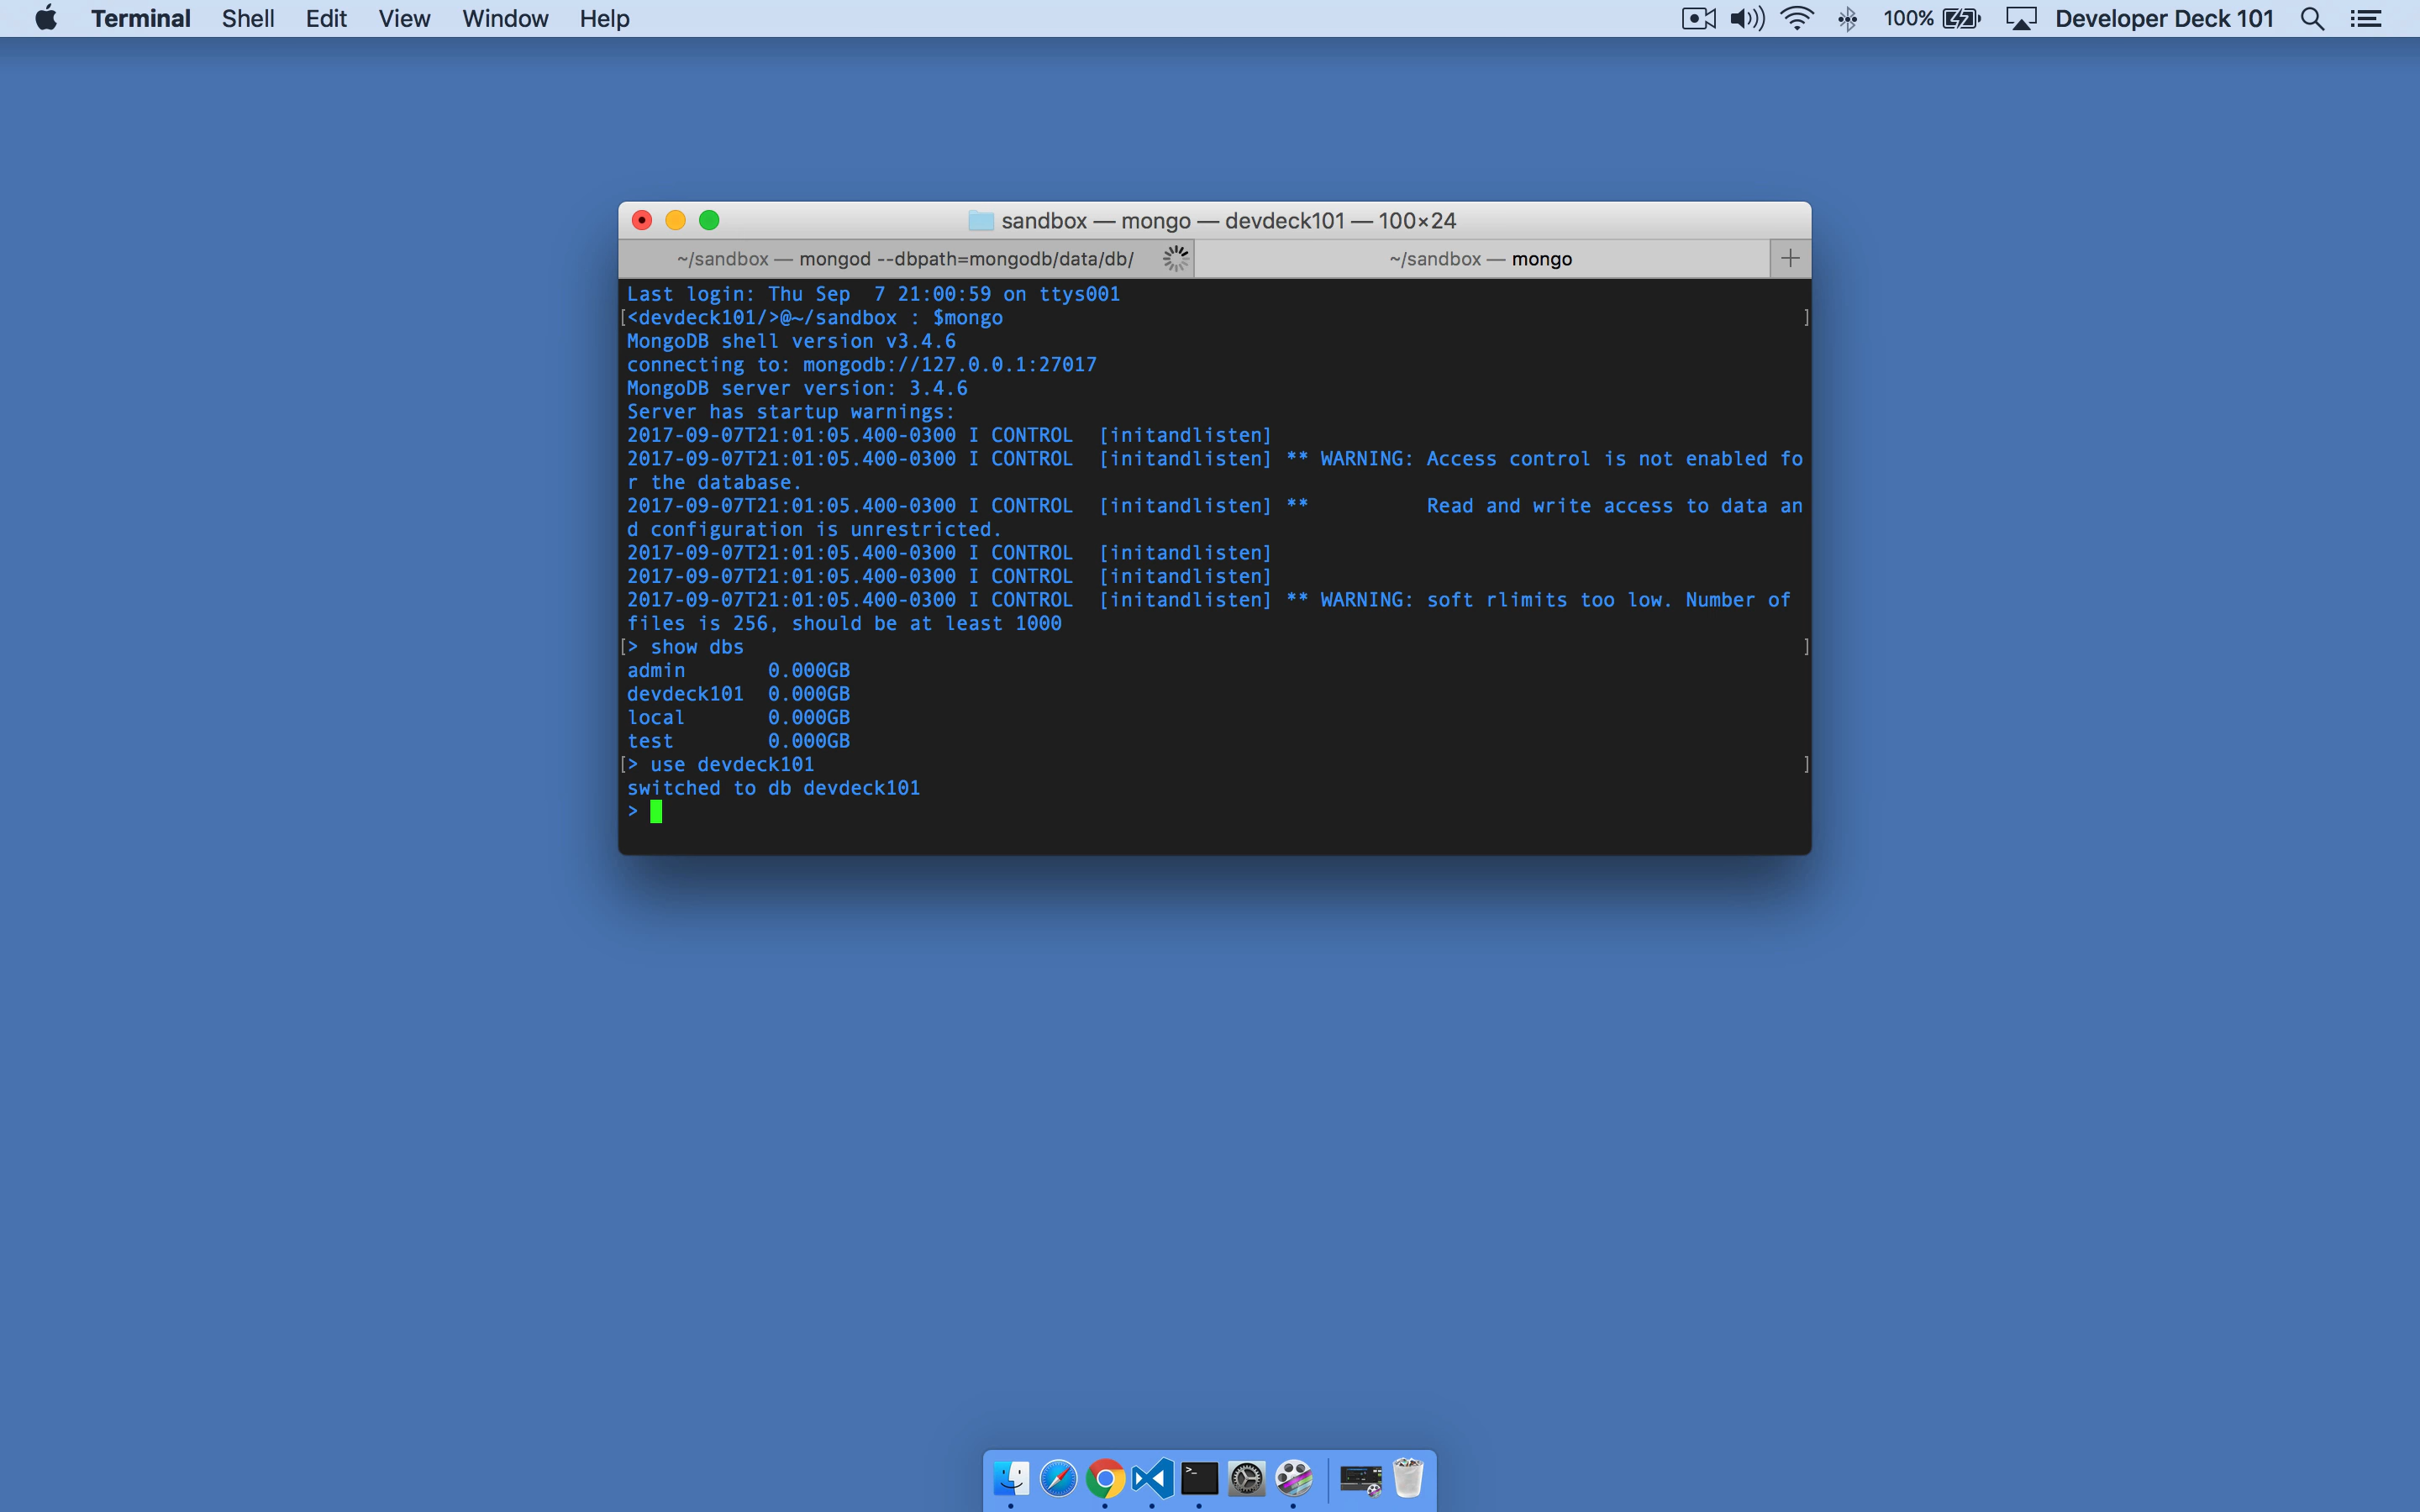 Terminal Shell Edit View Window Help 100% Developer Deck 101
sandbox — mongo — devdeck101 — 100×24
~/sandbox — mongod --dbpath=mongodb/data/db/ ~/sandbox — mongo
Last login: Thu Sep  7 21:00:59 on ttys001
[<devdeck101/>@~/sandbox : $mongo ]
MongoDB shell version v3.4.6
connecting to: mongodb://127.0.0.1:27017
MongoDB server version: 3.4.6
Server has startup warnings:
2017-09-07T21:01:05.400-0300 I CONTROL  [initandlisten]
2017-09-07T21:01:05.400-0300 I CONTROL  [initandlisten] ** WARNING: Access control is not enabled fo
r the database.
2017-09-07T21:01:05.400-0300 I CONTROL  [initandlisten] **          Read and write access to data an
d configuration is unrestricted.
2017-09-07T21:01:05.400-0300 I CONTROL  [initandlisten]
2017-09-07T21:01:05.400-0300 I CONTROL  [initandlisten]
2017-09-07T21:01:05.400-0300 I CONTROL  [initandlisten] ** WARNING: soft rlimits too low. Number of
files is 256, should be at least 1000
[> show dbs ]
admin       0.000GB
devdeck101  0.000GB
local       0.000GB
test        0.000GB
[> use devdeck101 ]
switched to db devdeck101
>